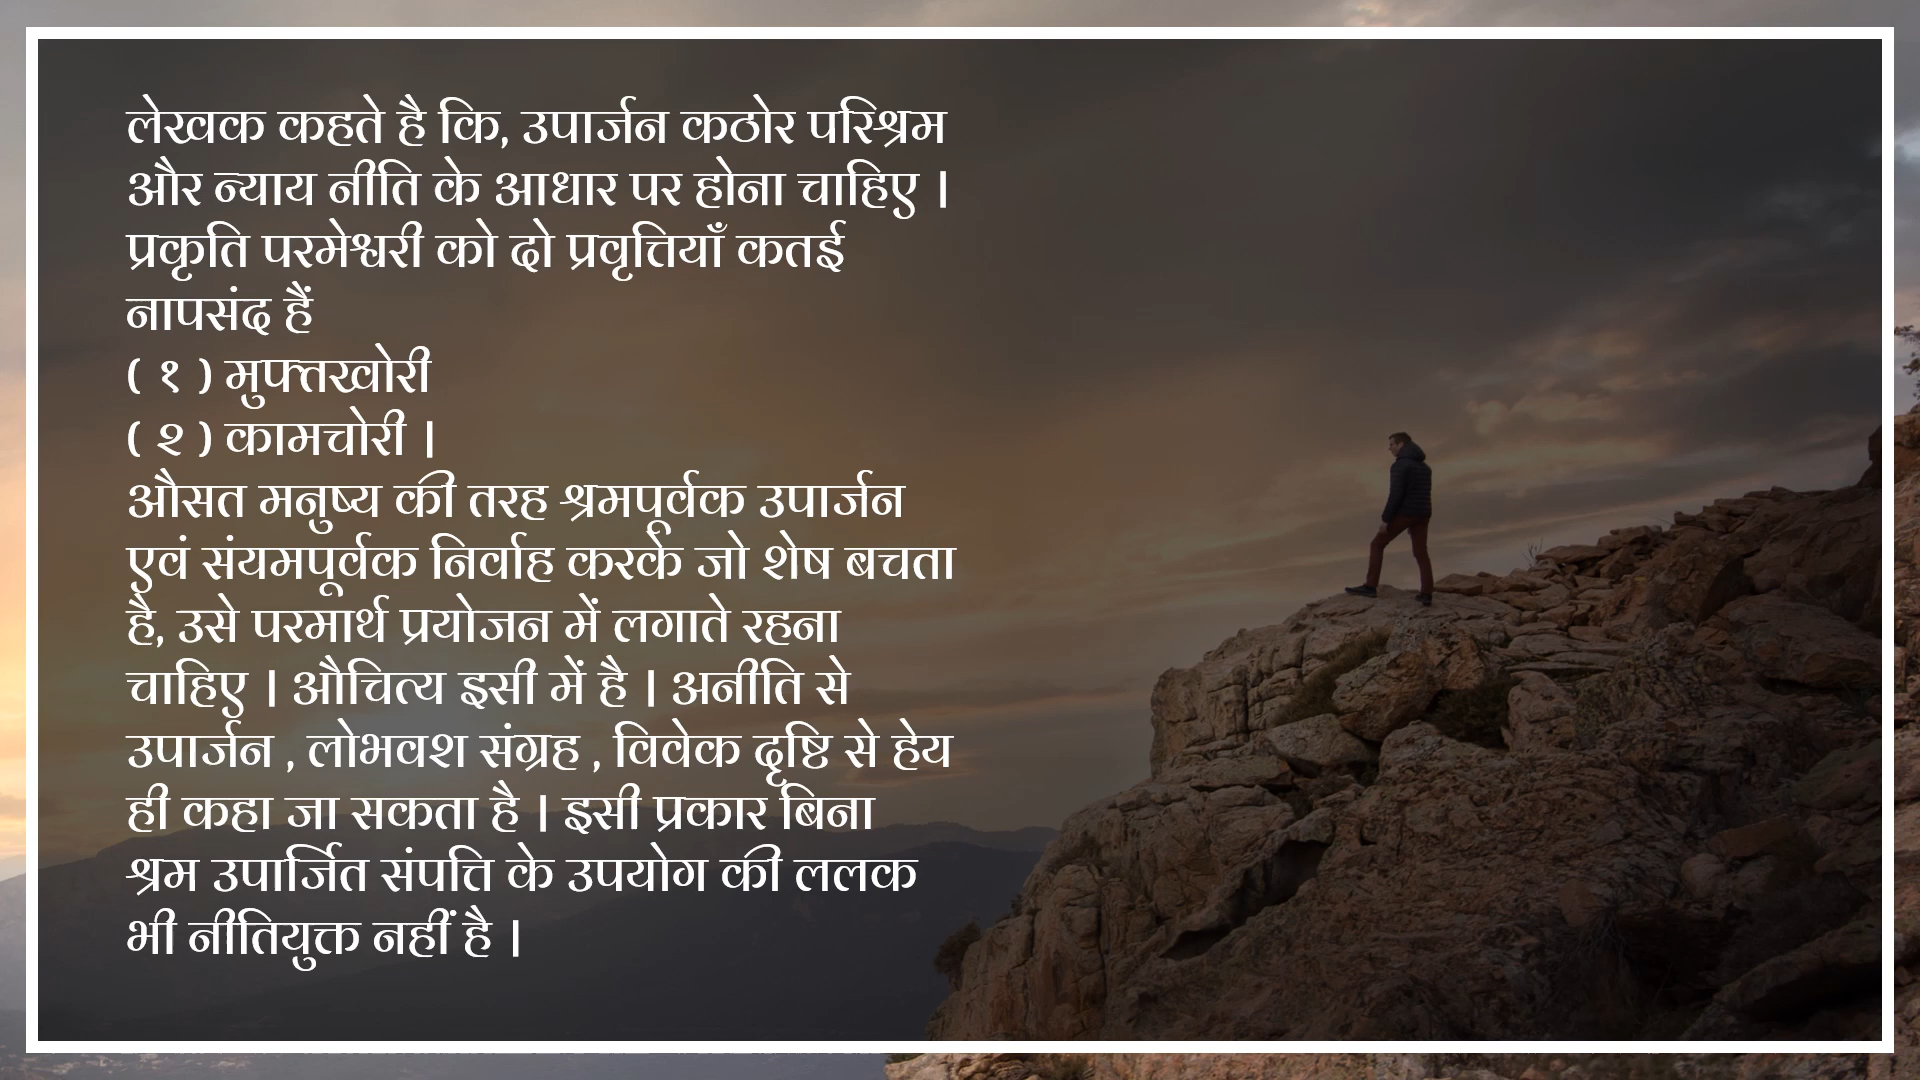 लेखक कहते है कि, उपार्जन कठोर परिश्रम
और न्याय नीति के आधार पर होना चाहिए |
प्रकृति परमेश्वरी को दो प्रवृत्तियाँ कतई
नापसंद हैं
( १ ) मुफ्तखोरी
( २ ) कामचोरी |
औसत मनुष्य की तरह श्रमपूर्वक उपार्जन
एवं संयमपूर्वक निर्वाह करके जो शेष बचता
है, उसे परमार्थ प्रयोजन में लगाते रहना
चाहिए | औचित्य इसी में है | अनीति से
उपार्जन , लोभवश संग्रह , विवेक दृष्टि से हेय
ही कहा जा सकता है | इसी प्रकार बिना
श्रम उपार्जित संपत्ति के उपयोग की ललक
भी नीतियुक्त नहीं है |